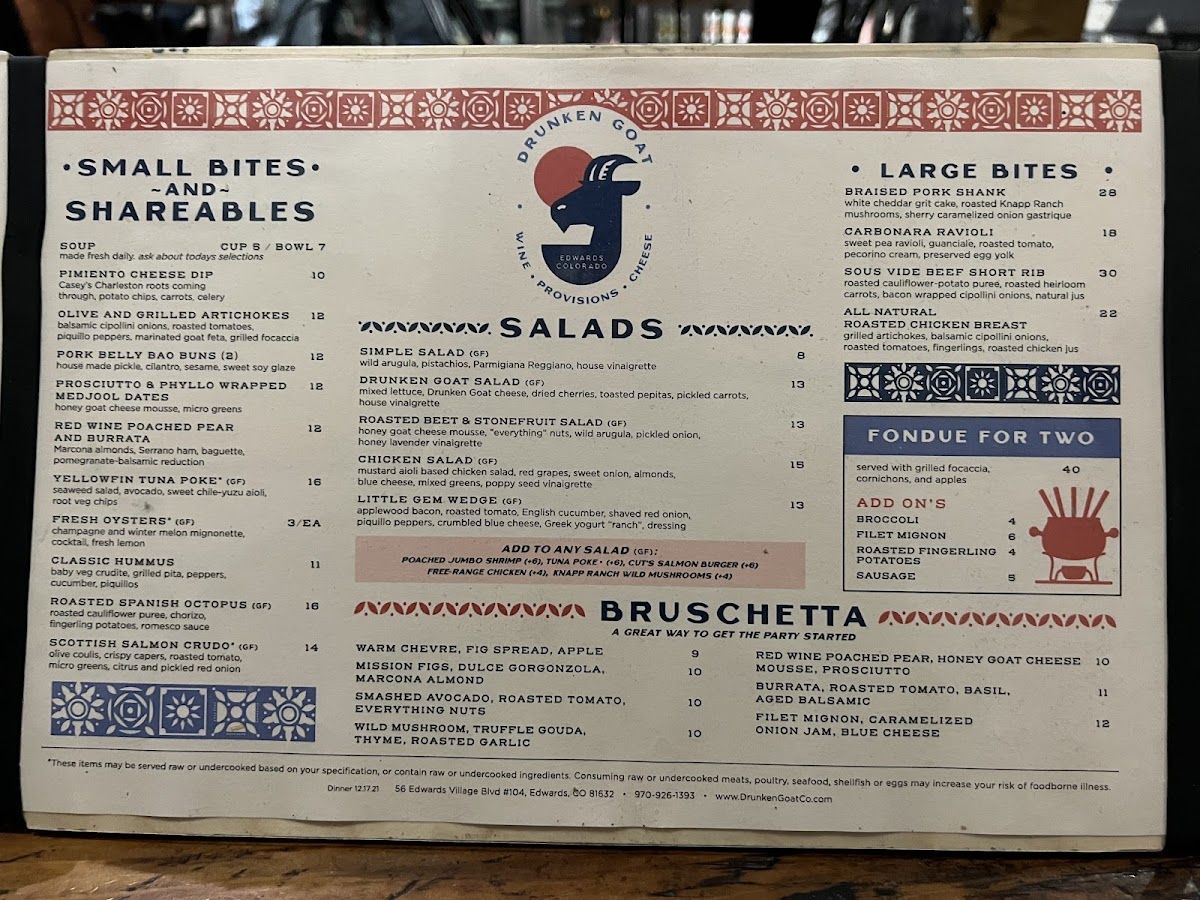 DRUNKEN GOAT
EDWARDS
COLORADO
WINE • PROVISIONS • CHEESE
• SMALL BITES •
~AND~
SHAREABLES
SOUP CUP 5 / BOWL 7
made fresh daily. ask about todays selections
PIMIENTO CHEESE DIP 10
Casey's Charleston roots coming
through, potato chips, carrots, celery
OLIVE AND GRILLED ARTICHOKES 12
balsamic cipollini onions, roasted tomatoes,
piquillo peppers, marinated goat feta, grilled focaccia
PORK BELLY BAO BUNS (2) 12
house made pickle, cilantro, sesame, sweet soy glaze
PROSCIUTTO & PHYLLO WRAPPED 12
MEDJOOL DATES
honey goat cheese mousse, micro greens
RED WINE POACHED PEAR 12
AND BURRATA
Marcona almonds, Serrano ham, baguette,
pomegranate-balsamic reduction
YELLOWFIN TUNA POKE* (GF) 16
seaweed salad, avocado, sweet chile-yuzu aioli,
root veg chips
FRESH OYSTERS* (GF) 3/EA
champagne and winter melon mignonette,
cocktail, fresh lemon
CLASSIC HUMMUS 11
baby veg crudite, grilled pita, peppers,
cucumber, piquillos
ROASTED SPANISH OCTOPUS (GF) 16
roasted cauliflower puree, chorizo,
fingerling potatoes, romesco sauce
SCOTTISH SALMON CRUDO* (GF) 14
olive coulis, crispy capers, roasted tomato,
micro greens, citrus and pickled red onion
SALADS
SIMPLE SALAD (GF) 8
wild arugula, pistachios, Parmigiana Reggiano, house vinaigrette
DRUNKEN GOAT SALAD (GF) 13
mixed lettuce, Drunken Goat cheese, dried cherries, toasted pepitas, pickled carrots,
house vinaigrette
ROASTED BEET & STONEFRUIT SALAD (GF) 13
honey goat cheese mousse, "everything" nuts, wild arugula, pickled onion,
honey lavender vinaigrette
CHICKEN SALAD (GF) 15
mustard aioli based chicken salad, red grapes, sweet onion, almonds,
blue cheese, mixed greens, poppy seed vinaigrette
LITTLE GEM WEDGE (GF) 13
applewood bacon, roasted tomato, English cucumber, shaved red onion,
piquillo peppers, crumbled blue cheese, Greek yogurt "ranch", dressing
ADD TO ANY SALAD (GF):
POACHED JUMBO SHRIMP (+6), TUNA POKE • (+6), CUT'S SALMON BURGER (+6)
FREE-RANGE CHICKEN (+4), KNAPP RANCH WILD MUSHROOMS (+4)
BRUSCHETTA
A GREAT WAY TO GET THE PARTY STARTED
WARM CHEVRE, FIG SPREAD, APPLE 9
MISSION FIGS, DULCE GORGONZOLA, 10
MARCONA ALMOND
SMASHED AVOCADO, ROASTED TOMATO, 10
EVERYTHING NUTS
WILD MUSHROOM, TRUFFLE GOUDA, 10
THYME, ROASTED GARLIC
RED WINE POACHED PEAR, HONEY GOAT CHEESE 10
MOUSSE, PROSCIUTTO
BURRATA, ROASTED TOMATO, BASIL, 11
AGED BALSAMIC
FILET MIGNON, CARAMELIZED 12
ONION JAM, BLUE CHEESE
• LARGE BITES •
BRAISED PORK SHANK 28
white cheddar grit cake, roasted Knapp Ranch
mushrooms, sherry caramelized onion gastrique
CARBONARA RAVIOLI 18
sweet pea ravioli, guanciale, roasted tomato,
pecorino cream, preserved egg yolk
SOUS VIDE BEEF SHORT RIB 30
roasted cauliflower-potato puree, roasted heirloom
carrots, bacon wrapped cipollini onions, natural jus
ALL NATURAL 22
ROASTED CHICKEN BREAST
grilled artichokes, balsamic cipollini onions,
roasted tomatoes, fingerlings, roasted chicken jus
FONDUE FOR TWO
served with grilled focaccia, 40
cornichons, and apples
ADD ON'S
BROCCOLI 4
FILET MIGNON 6
ROASTED FINGERLING 4
POTATOES
SAUSAGE 5
*These items may be served raw or undercooked based on your specification, or contain raw or undercooked ingredients. Consuming raw or undercooked meats, poultry, seafood, shellfish or eggs may increase your risk of foodborne illness.
Dinner 12.17.21 56 Edwards Village Blvd #104, Edwards, CO 81632 • 970-926-1393 • www.DrunkenGoatCo.com